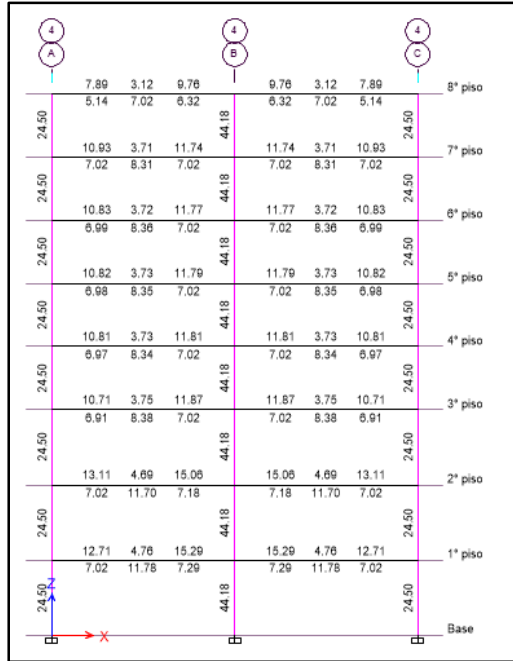 4 4 4
A B C
7.89 3.12 9.76 9.76 3.12 7.89
8° piso
5.14 7.02 6.32 6.32 7.02 5.14
24.50 44.18 24.50
10.93 3.71 11.74 11.74 3.71 10.93
7° piso
7.02 8.31 7.02 7.02 8.31 7.02
24.50 44.18 24.50
10.83 3.72 11.77 11.77 3.72 10.83
6° piso
6.99 8.36 7.02 7.02 8.36 6.99
24.50 44.18 24.50
10.82 3.73 11.79 11.79 3.73 10.82
5° piso
6.98 8.35 7.02 7.02 8.35 6.98
24.50 44.18 24.50
10.81 3.73 11.81 11.81 3.73 10.81
4° piso
6.97 8.34 7.02 7.02 8.34 6.97
24.50 44.18 24.50
10.71 3.75 11.87 11.87 3.75 10.71
3° piso
6.91 8.38 7.02 7.02 8.38 6.91
24.50 44.18 24.50
13.11 4.69 15.06 15.06 4.69 13.11
2° piso
7.02 11.70 7.18 7.18 11.70 7.02
24.50 44.18 24.50
12.71 4.76 15.29 15.29 4.76 12.71
1° piso
7.02 11.78 7.29 7.29 11.78 7.02
Z
24.50 44.18 24.50
X
Base